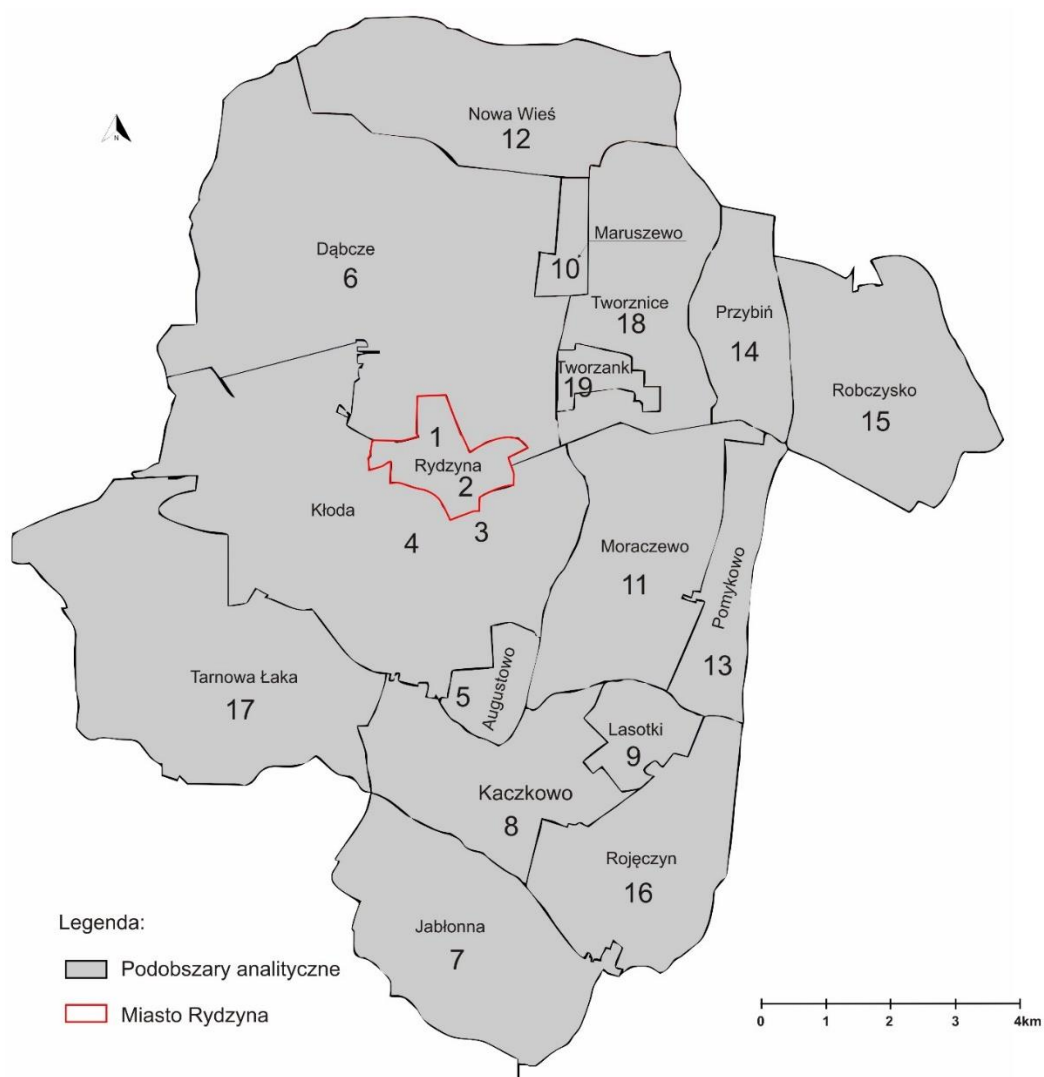 Nowa Wieś
12
N
Dąbcze
6
Maruszewo
10
Tworznice
18
Przybiń
14
Tworzanki
19
Robczysko
15
1
Rydzyna
2
3
Kłoda
4
Moraczewo
11
Pomykowo
13
Tarnowa Łaka
17
5
Augustowo
Lasotki
9
Kaczkowo
8
Rojęczyn
16
Jabłonna
7
Legenda:
Podobszary analityczne
Miasto Rydzyna
0 1 2 3 4km